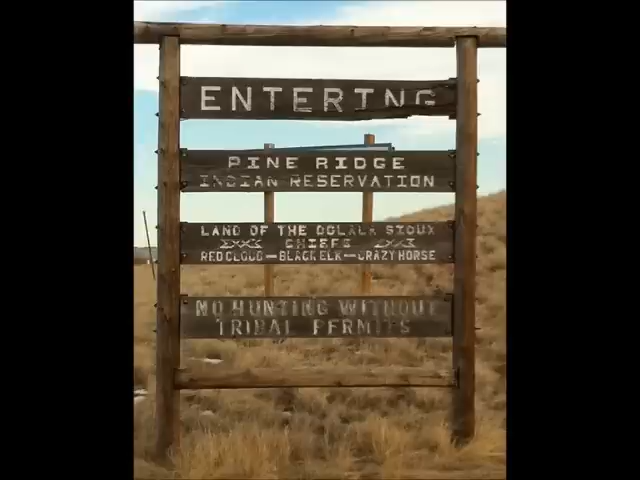 ENTERING
PINE RIDGE
INDIAN RESERVATION
LAND OF THE OGLALA SIOUX
CHIEFS
RED CLOUD—BLACK ELK—CRAZY HORSE
NO HUNTING WITHOUT
TRIBAL PERMITS